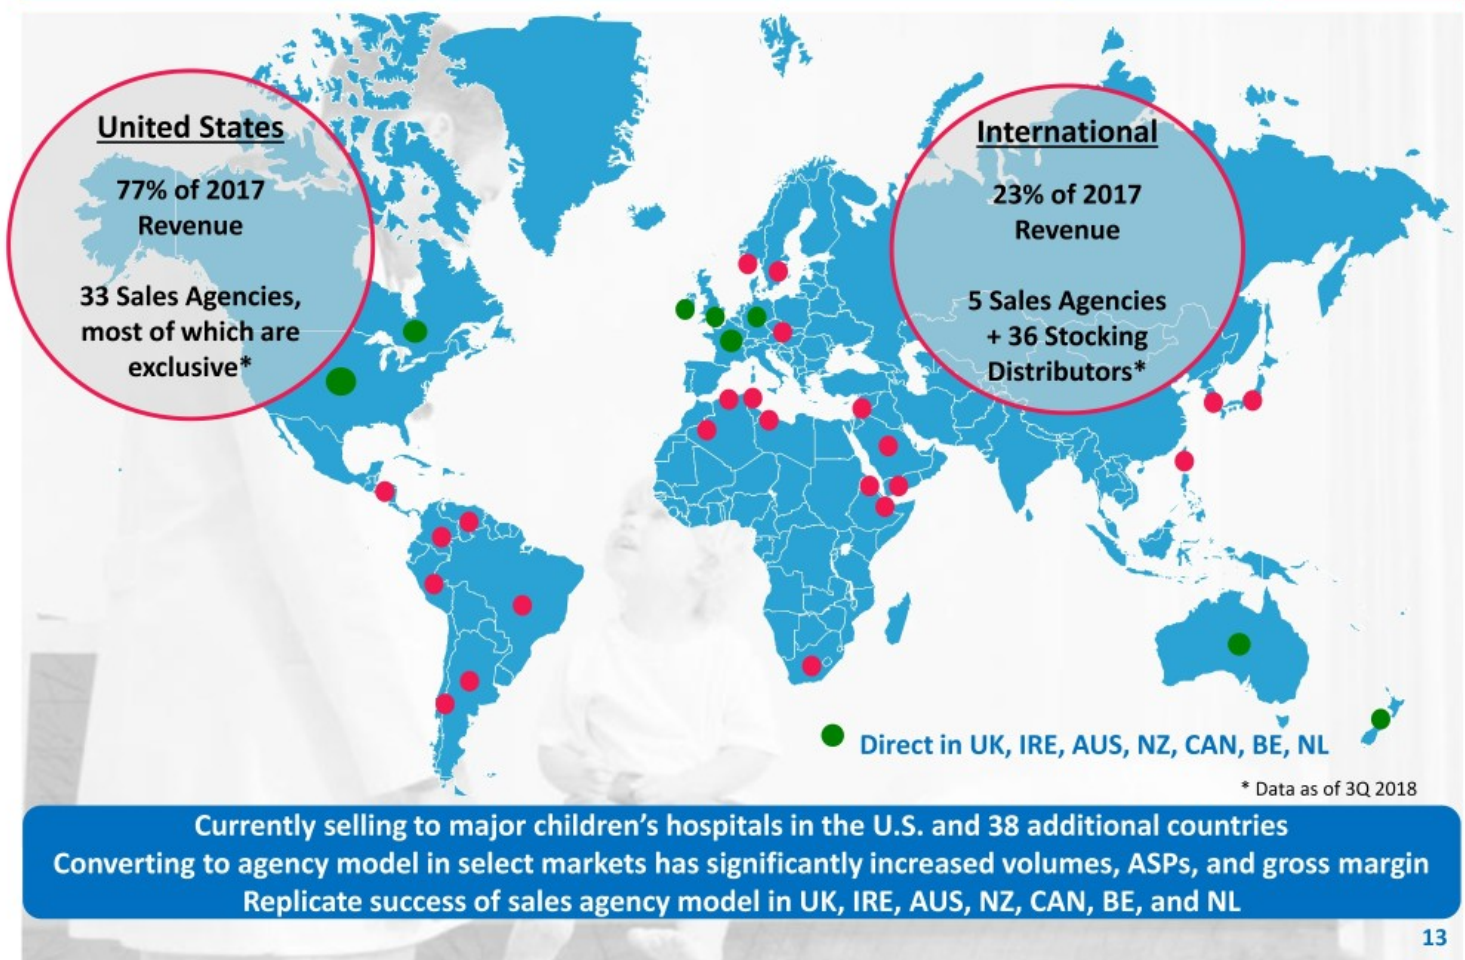 United States
77% of 2017
Revenue
33 Sales Agencies,
most of which are
exclusive*
International
23% of 2017
Revenue
5 Sales Agencies
+ 36 Stocking
Distributors*
Direct in UK, IRE, AUS, NZ, CAN, BE, NL
* Data as of 3Q 2018
Currently selling to major children’s hospitals in the U.S. and 38 additional countries
Converting to agency model in select markets has significantly increased volumes, ASPs, and gross margin
Replicate success of sales agency model in UK, IRE, AUS, NZ, CAN, BE, and NL
13